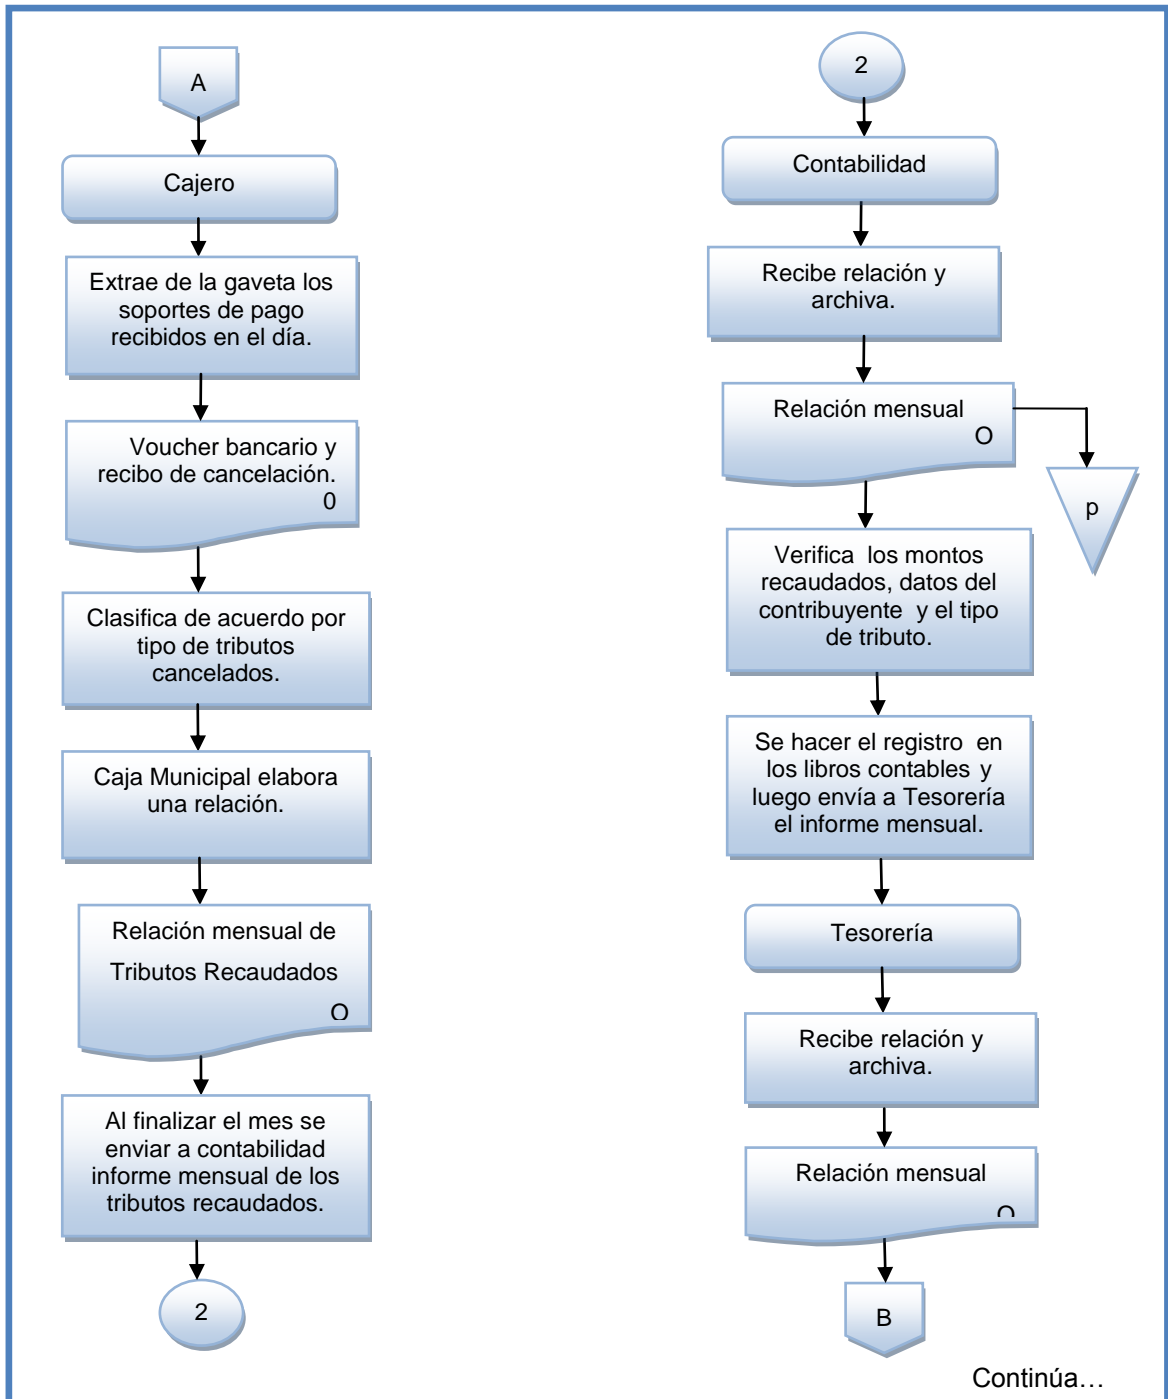 A
Cajero
Extrae de la gaveta los
soportes de pago
recibidos en el día.
Voucher bancario y
recibo de cancelación.
0
Clasifica de acuerdo por
tipo de tributos
cancelados.
Caja Municipal elabora
una relación.
Relación mensual de
Tributos Recaudados
O
Al finalizar el mes se
enviar a contabilidad
informe mensual de los
tributos recaudados.
2
2
Contabilidad
Recibe relación y
archiva.
Relación mensual
O
p
Verifica los montos
recaudados, datos del
contribuyente y el tipo
de tributo.
Se hacer el registro en
los libros contables y
luego envía a Tesorería
el informe mensual.
Tesorería
Recibe relación y
archiva.
Relación mensual
O
B
Continúa…